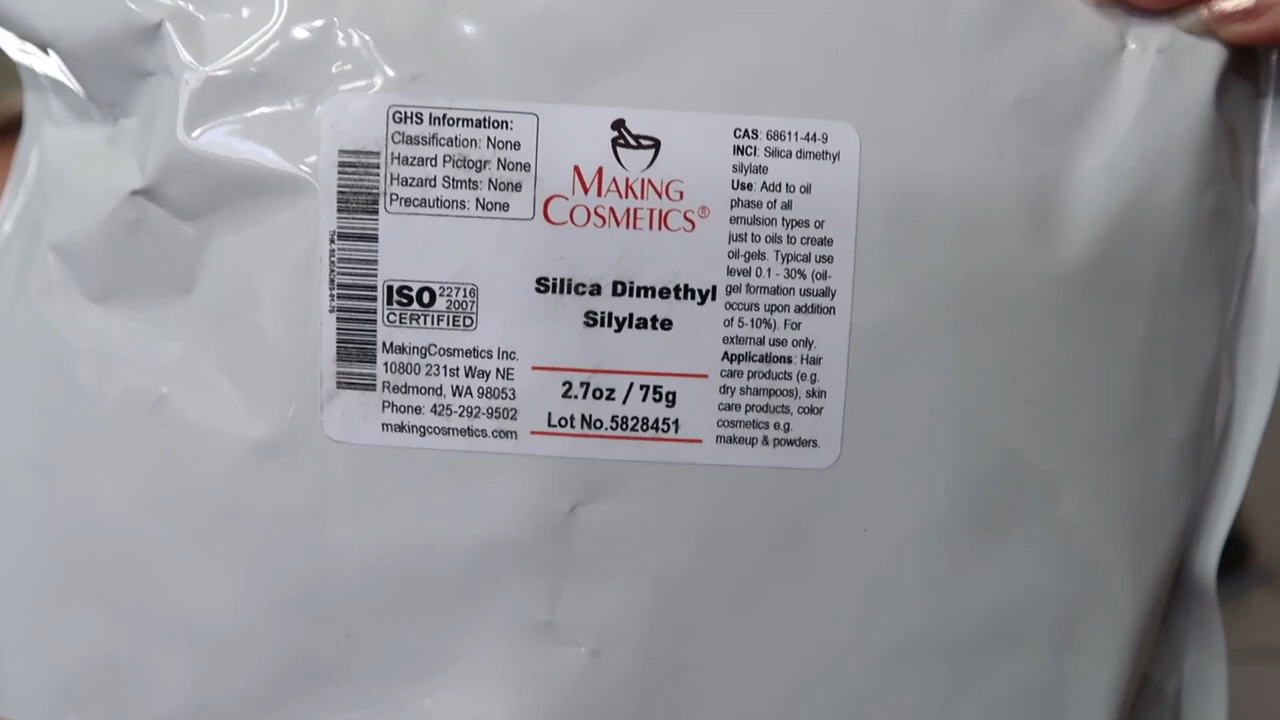 GHS Information:
Classification: None
Hazard Pictogr: None
Hazard Stmts: None
Precautions: None
ISO 22716
2007
CERTIFIED
MakingCosmetics Inc.
10800 231st Way NE
Redmond, WA 98053
Phone: 425-292-9502
makingcosmetics.com
MAKING
COSMETICS®
Silica Dimethyl
Silylate
2.7oz / 75g
Lot No.5828451
CAS: 68611-44-9
INCI: Silica dimethyl
silylate
Use: Add to oil
phase of all
emulsion types or
just to oils to create
oil-gels. Typical use
level 0.1 - 30% (oil-
gel formation usually
occurs upon addition
of 5-10%). For
external use only.
Applications: Hair
care products (e.g.
dry shampoos), skin
care products, color
cosmetics e.g.
makeup & powders.